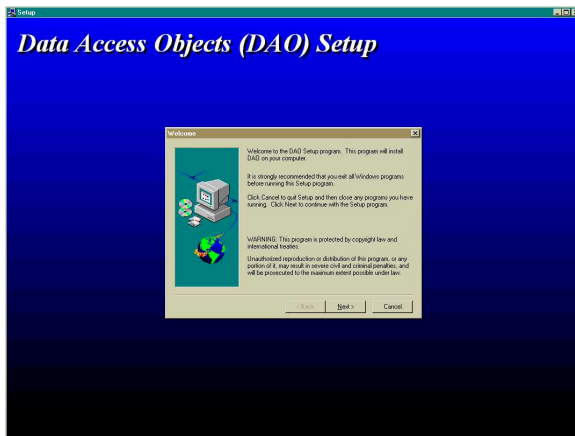 Setup
Data Access Objects (DAO) Setup
Welcome
Welcome to the DAO Setup program. This program will install
DAO on your computer.
It is strongly recommended that you exit all Windows programs
before running this Setup program.
Click Cancel to quit Setup and then close any programs you have
running. Click Next to continue with the Setup program.
WARNING: This program is protected by copyright law and
international treaties.
Unauthorized reproduction or distribution of this program, or any
portion of it, may result in severe civil and criminal penalties, and
will be prosecuted to the maximum extent possible under law.
< Back Next > Cancel